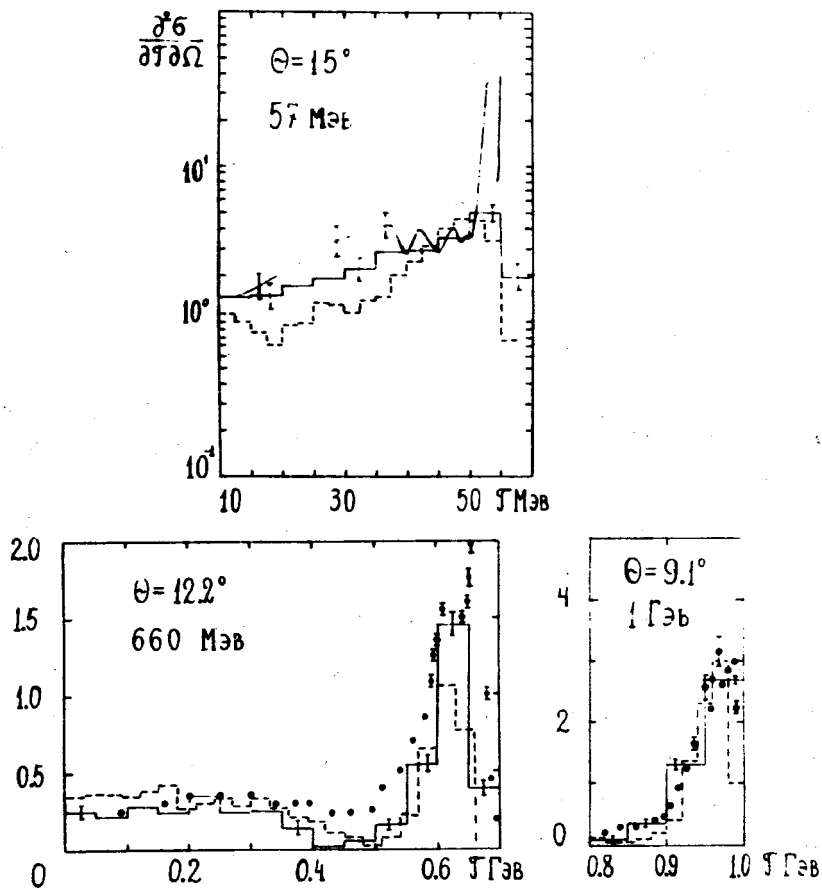 ∂²σ
∂T∂Ω
Θ=15°
57 Мэв
10¹
10⁰
10⁻¹
10 30 50 T Мэв
2.0
1.5
1.0
0.5
0
Θ=12.2°
660 Мэв
0.2 0.4 0.6 T Гэв
4
2
0
Θ=9.1°
1 Гэв
0.8 0.9 1.0 T Гэв